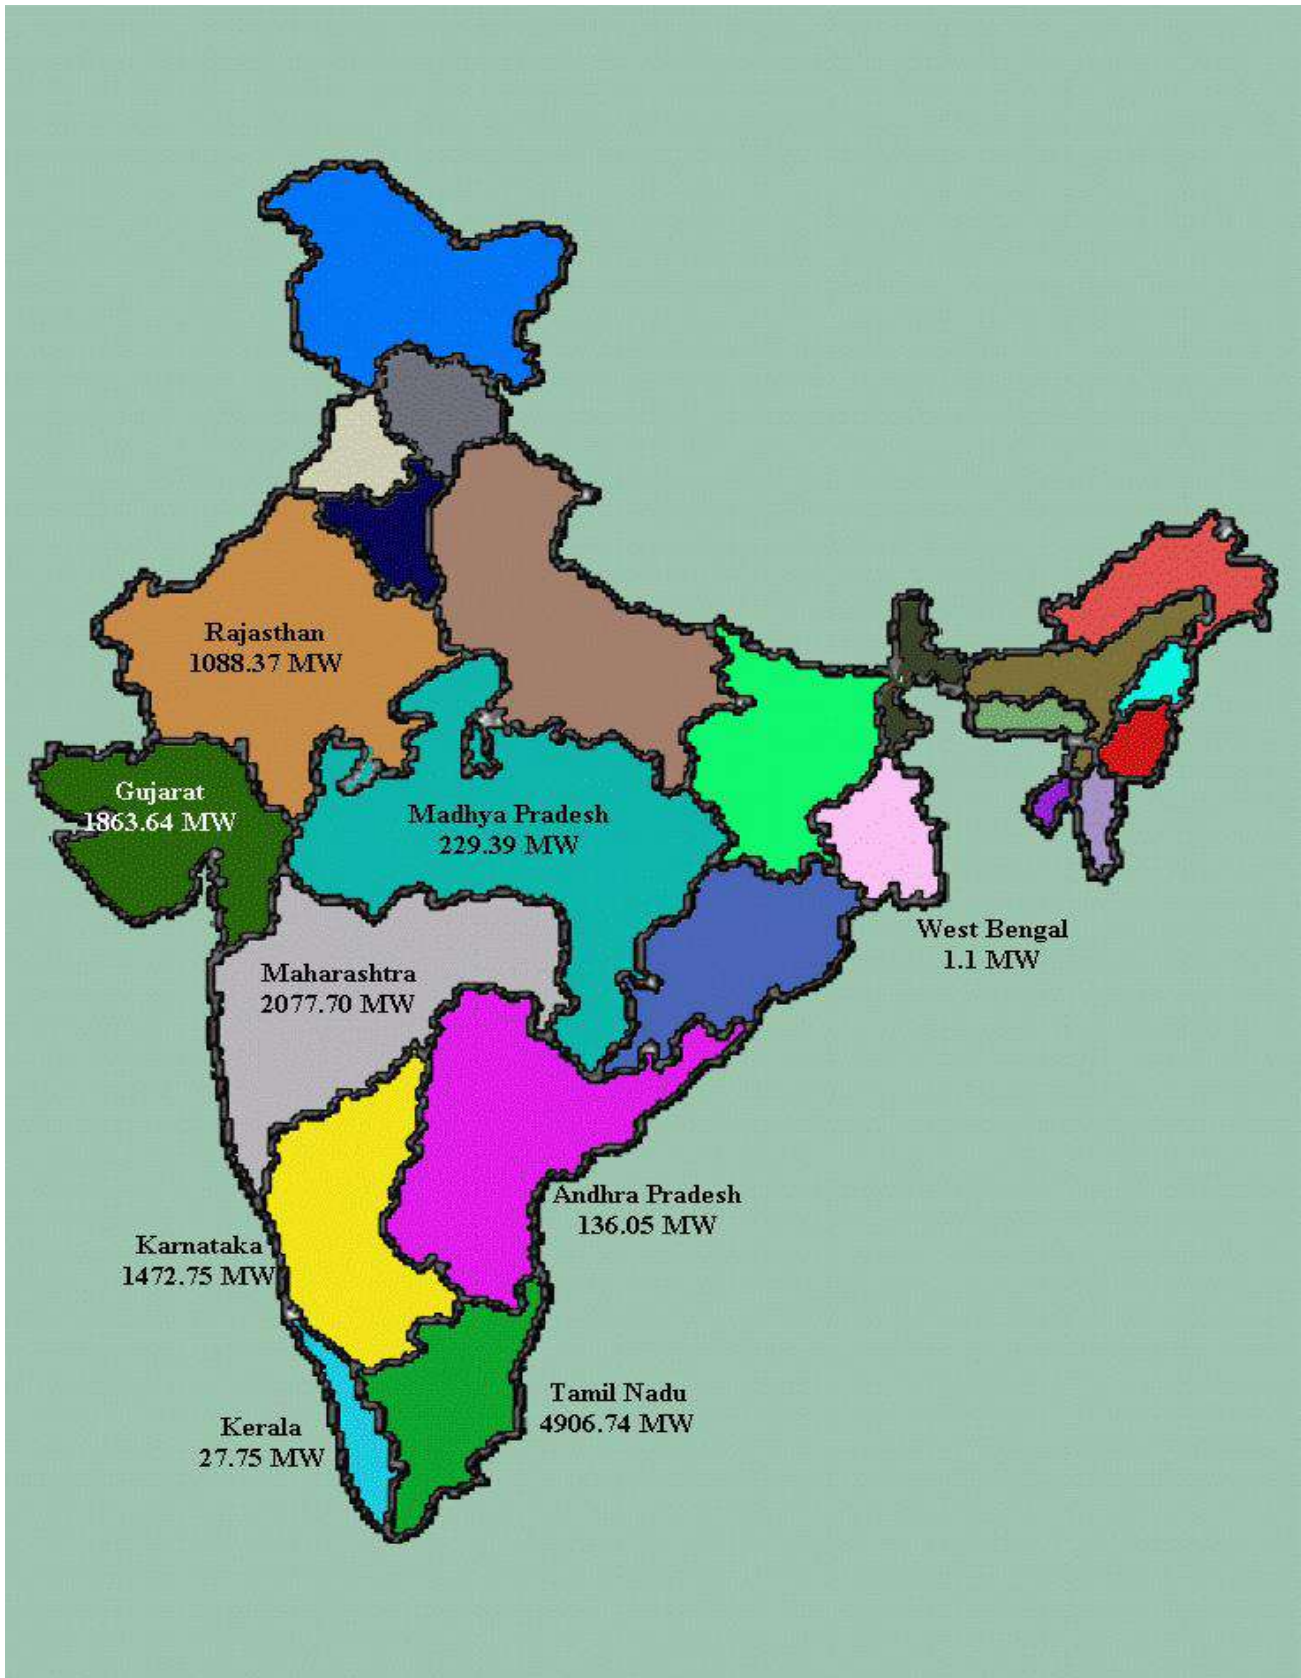 Rajasthan
1088.37 MW
Gujarat
1863.64 MW
Madhya Pradesh
229.39 MW
West Bengal
1.1 MW
Maharashtra
2077.70 MW
Andhra Pradesh
136.05 MW
Karnataka
1472.75 MW
Tamil Nadu
4906.74 MW
Kerala
27.75 MW